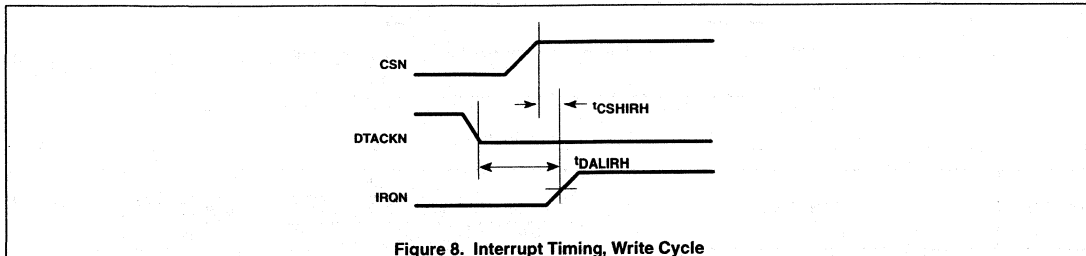 CSN
tCSHIRH
DTACKN
tDALIRH
IRQN
Figure 8. Interrupt Timing, Write Cycle